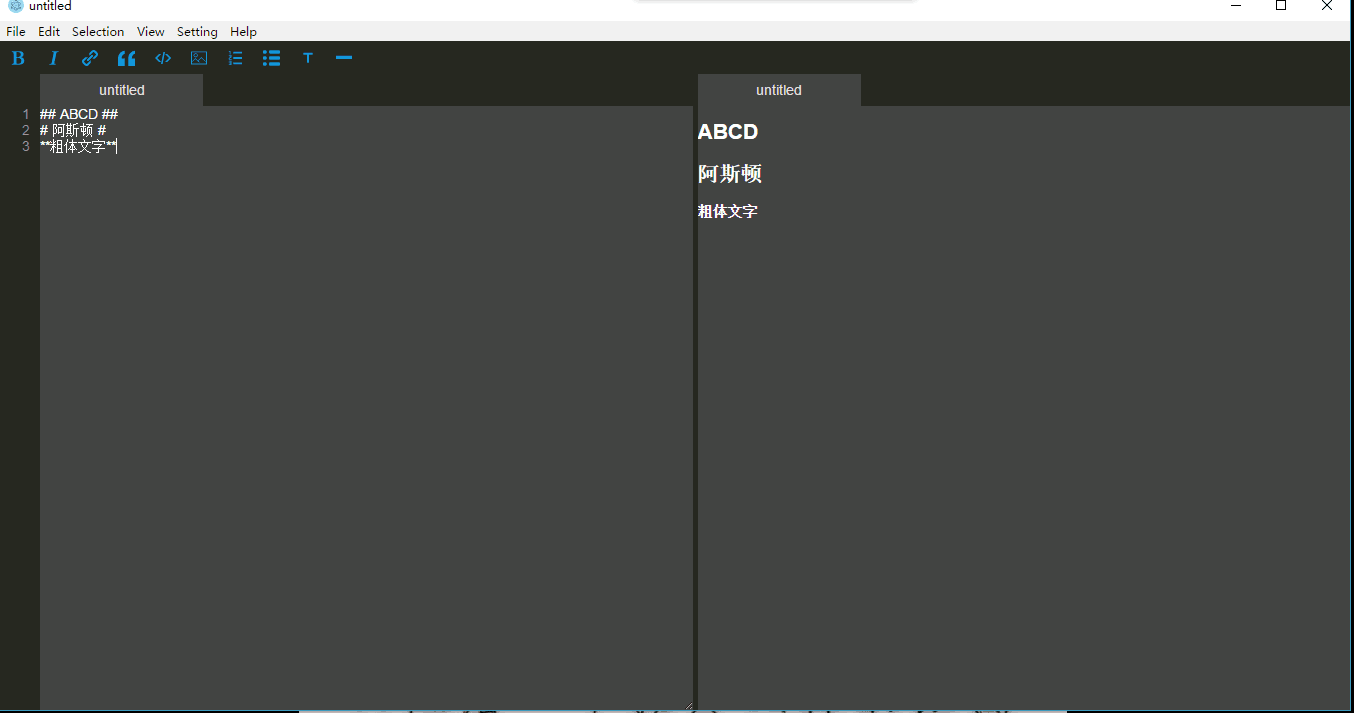 untitled
File Edit Selection View Setting Help
untitled
untitled
1 ## ABCD ##
2 # 阿斯顿 #
3 **粗体文字**
ABCD
阿斯顿
粗体文字